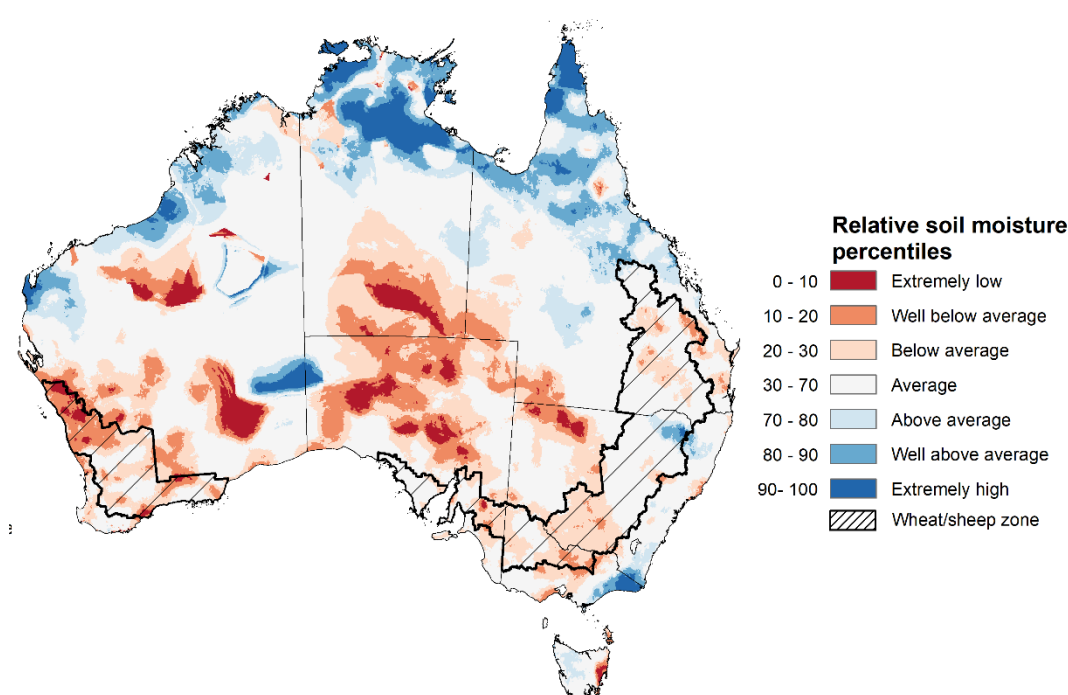 Relative soil moisture
percentiles
0 - 10 Extremely low
10 - 20 Well below average
20 - 30 Below average
30 - 70 Average
70 - 80 Above average
80 - 90 Well above average
90- 100 Extremely high
Wheat/sheep zone